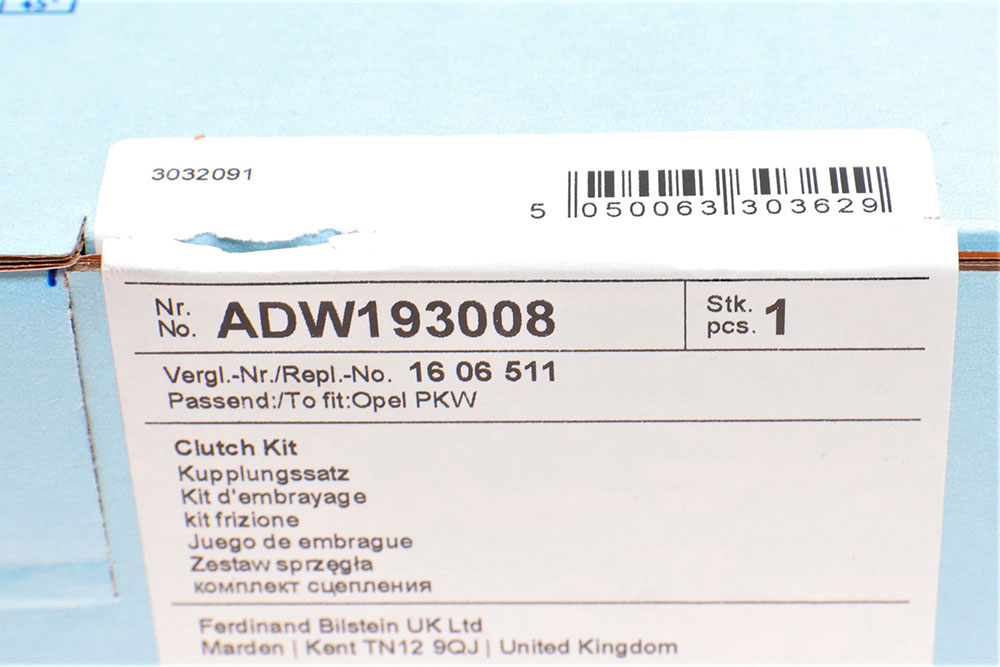 45°
3032091
5 050063 303629
Nr.
No. ADW193008
Stk.
pcs. 1
Vergl.-Nr./Repl.-No. 16 06 511
Passend:/To fit:Opel PKW
Clutch Kit
Kupplungssatz
Kit d'embrayage
kit frizione
Juego de embrague
Zestaw sprzęgła
комплект сцепления
Ferdinand Bilstein UK Ltd
Marden | Kent TN12 9QJ | United Kingdom